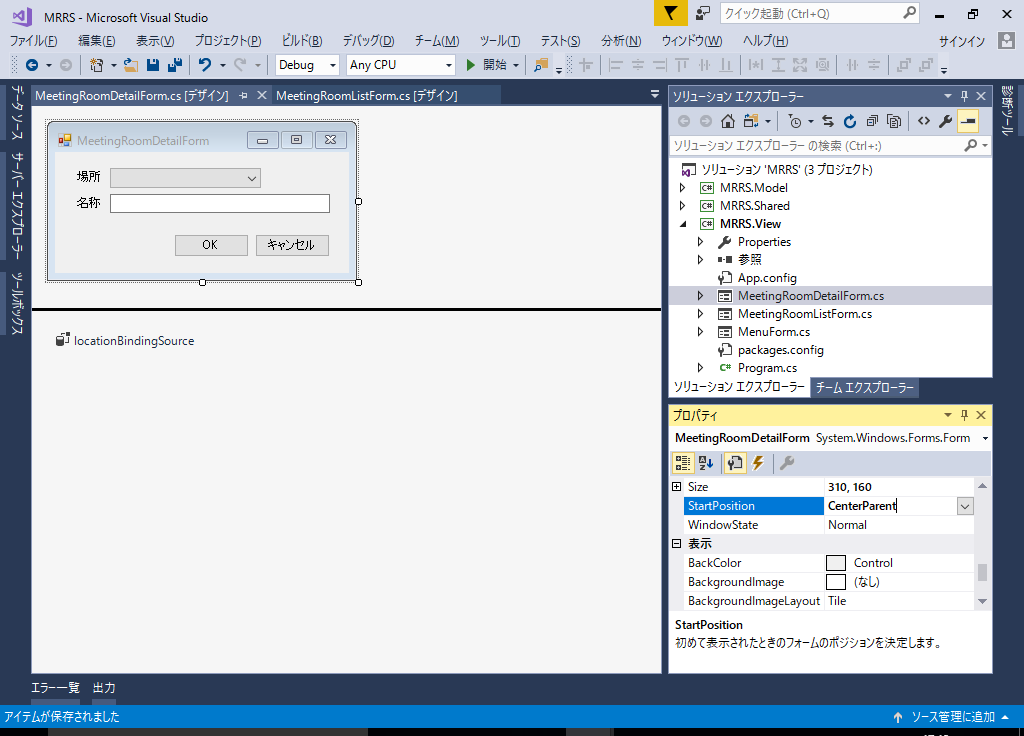 MRRS - Microsoft Visual Studio
クイック起動 (Ctrl+Q)
ファイル(F) 編集(E) 表示(V) プロジェクト(P) ビルド(B) デバッグ(D) チーム(M) ツール(T) テスト(S) 分析(N) ウィンドウ(W) ヘルプ(H) サインイン
Debug Any CPU 開始
データ ソース
サーバー エクスプローラー
ツールボックス
MeetingRoomDetailForm.cs [デザイン] MeetingRoomListForm.cs [デザイン]
MeetingRoomDetailForm
場所
名称
OK キャンセル
locationBindingSource
ソリューション エクスプローラー
ソリューション エクスプローラー の検索 (Ctrl+:)
ソリューション 'MRRS' (3 プロジェクト)
C# MRRS.Model
C# MRRS.Shared
C# MRRS.View
Properties
参照
App.config
MeetingRoomDetailForm.cs
MeetingRoomListForm.cs
MenuForm.cs
packages.config
C# Program.cs
ソリューション エクスプローラー チーム エクスプローラー
診断ツール
プロパティ
MeetingRoomDetailForm System.Windows.Forms.Form
Size 310, 160
StartPosition CenterParent
WindowState Normal
表示
BackColor Control
BackgroundImage (なし)
BackgroundImageLayout Tile
StartPosition
初めて表示されたときのフォームのポジションを決定します。
エラー一覧 出力
アイテムが保存されました ソース管理に追加